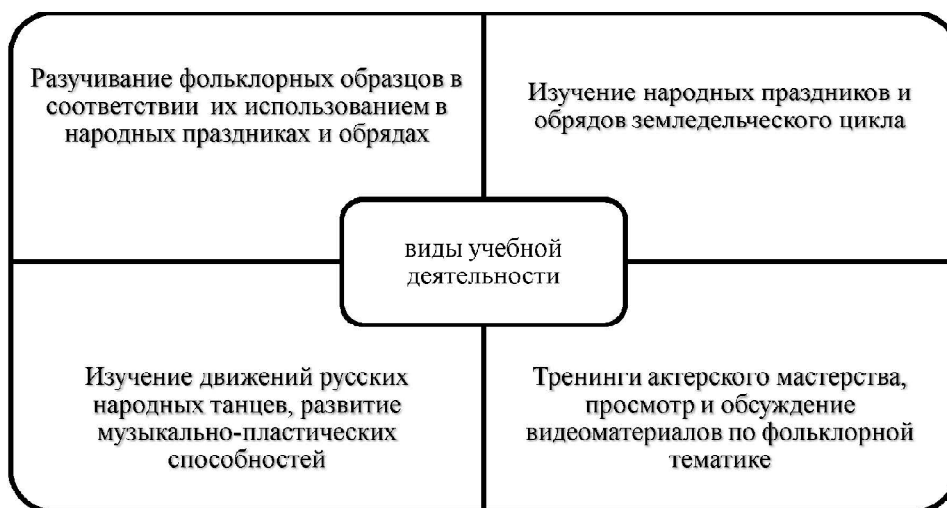 Разучивание фольклорных образцов в
соответствии их использованием в
народных праздниках и обрядах
Изучение народных праздников и
обрядов земледельческого цикла
виды учебной
деятельности
Изучение движений русских
народных танцев, развитие
музыкально-пластических
способностей
Тренинги актерского мастерства,
просмотр и обсуждение
видеоматериалов по фольклорной
тематике